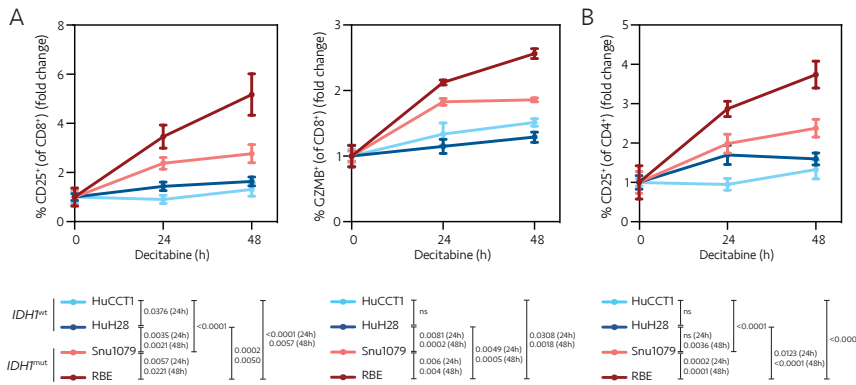 A
B
% CD25⁺ (of CD8⁺) (fold change)
8
6
4
2
0
0
24
48
Decitabine (h)
% GZMB⁺ (of CD8⁺) (fold change)
3
2
1
0
0
24
48
Decitabine (h)
% CD25⁺ (of CD4⁺) (fold change)
5
4
3
2
1
0
0
24
48
Decitabine (h)
IDH1ʷᵗ
IDH1ᵐᵘᵗ
HuCCT1
HuH28
Snu1079
RBE
0.0376 (24h)
0.0035 (24h)
0.0021 (48h)
0.0057 (24h)
0.0221 (48h)
<0.0001
0.0002
0.0050
<0.0001 (24h)
0.0057 (48h)
HuCCT1
HuH28
Snu1079
RBE
ns
0.0081 (24h)
0.0002 (48h)
0.006 (24h)
0.004 (48h)
0.0049 (24h)
0.0005 (48h)
0.0308 (24h)
0.0018 (48h)
HuCCT1
HuH28
Snu1079
RBE
ns
ns (24h)
0.0036 (48h)
0.0002 (24h)
0.0001 (48h)
<0.0001
0.0123 (24h)
<0.0001 (48h)